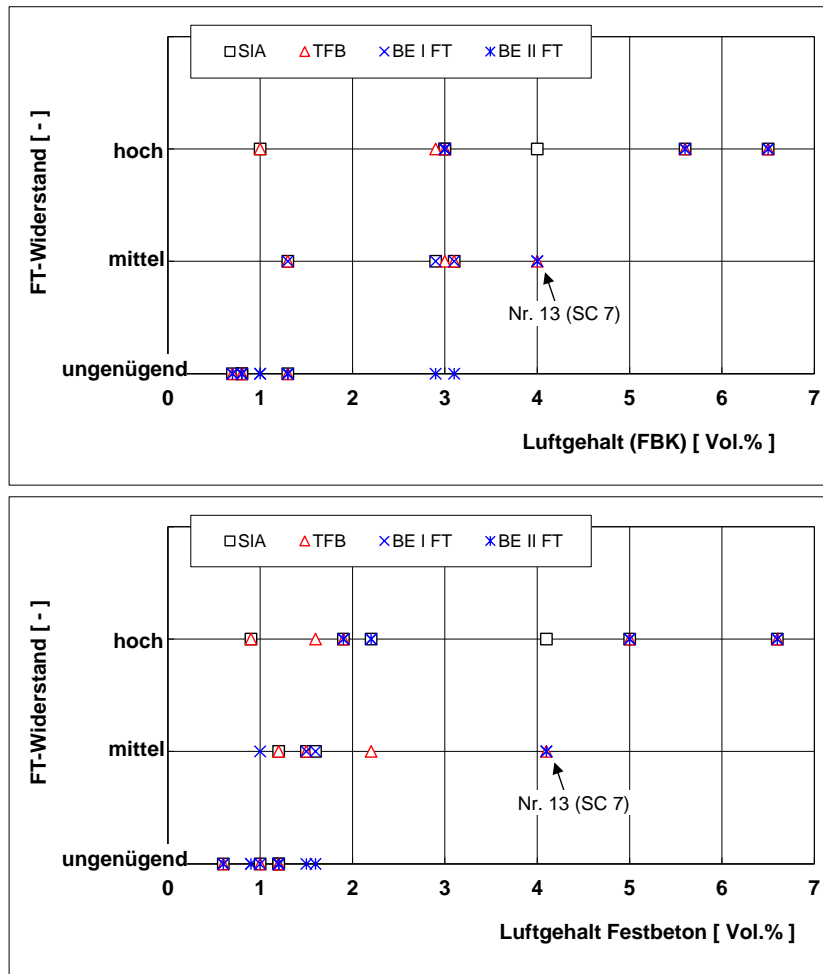 SIA TFB BE I FT BE II FT
FT-Widerstand [ - ]
hoch
mittel
Nr. 13 (SC 7)
ungenügend
0 1 2 3 4 5 6 7
Luftgehalt (FBK) [ Vol.% ]
SIA TFB BE I FT BE II FT
FT-Widerstand [ - ]
hoch
mittel
Nr. 13 (SC 7)
ungenügend
0 1 2 3 4 5 6 7
Luftgehalt Festbeton [ Vol.% ]